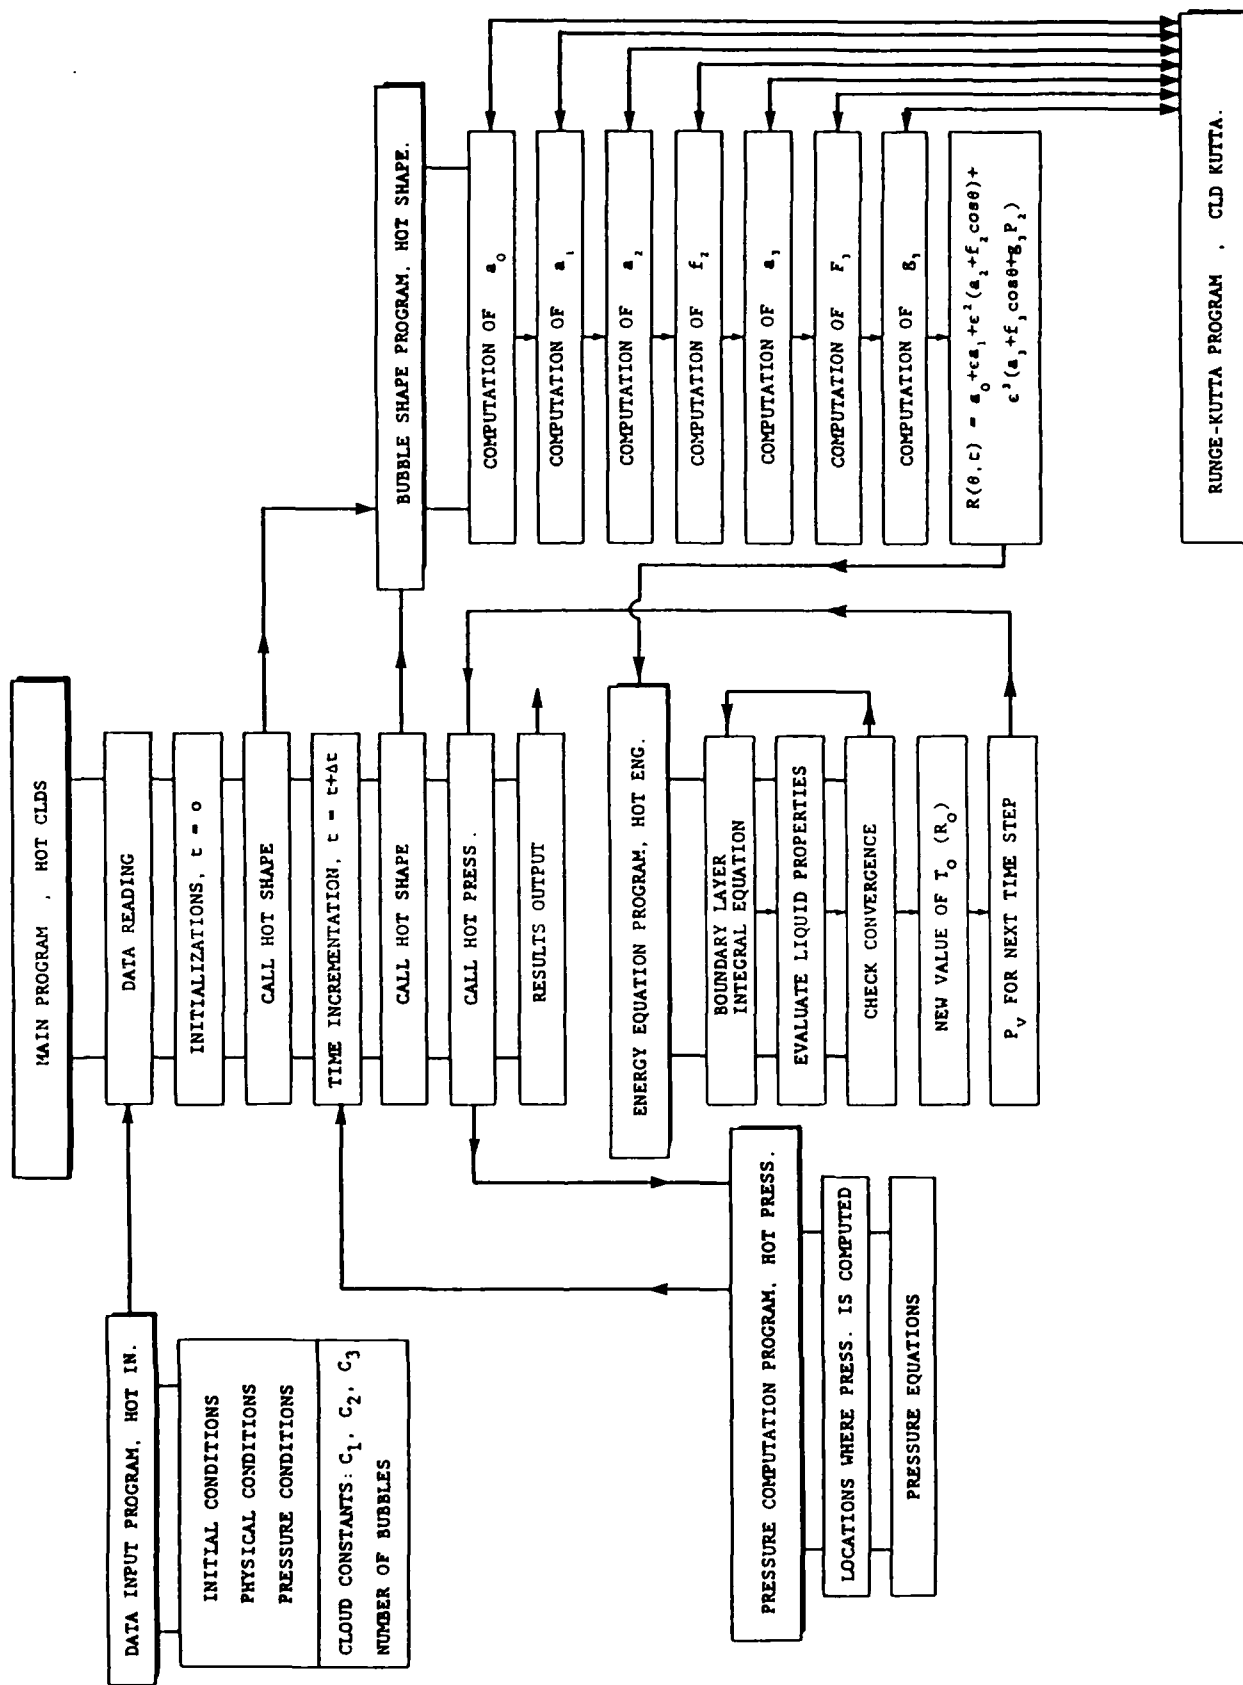 MAIN PROGRAM , HOT CLDS
DATA READING
INITIALIZATIONS, t = o
CALL HOT SHAPE
TIME INCREMENTATION, t = t+Δt
CALL HOT SHAPE
CALL HOT PRESS.
RESULTS OUTPUT
DATA INPUT PROGRAM, HOT IN.
INITIAL CONDITIONS
PHYSICAL CONDITIONS
PRESSURE CONDITIONS
CLOUD CONSTANTS: C₁, C₂, C₃
NUMBER OF BUBBLES
BUBBLE SHAPE PROGRAM, HOT SHAPE.
COMPUTATION OF a₀
COMPUTATION OF a₁
COMPUTATION OF a₂
COMPUTATION OF f₂
COMPUTATION OF a₃
COMPUTATION OF F₃
COMPUTATION OF g₃
R(θ,t) = a₀+εa₁+ε²(a₂+f₂cosθ)+
ε³(a₃+f₃cosθ+g₃P₂)
ENERGY EQUATION PROGRAM, HOT ENG.
BOUNDARY LAYER
INTEGRAL EQUATION
EVALUATE LIQUID PROPERTIES
CHECK CONVERGENCE
NEW VALUE OF T₀ (R₀)
Pᵥ FOR NEXT TIME STEP
PRESSURE COMPUTATION PROGRAM, HOT PRESS.
LOCATIONS WHERE PRESS. IS COMPUTED
PRESSURE EQUATIONS
RUNGE-KUTTA PROGRAM , CLD KUTTA.